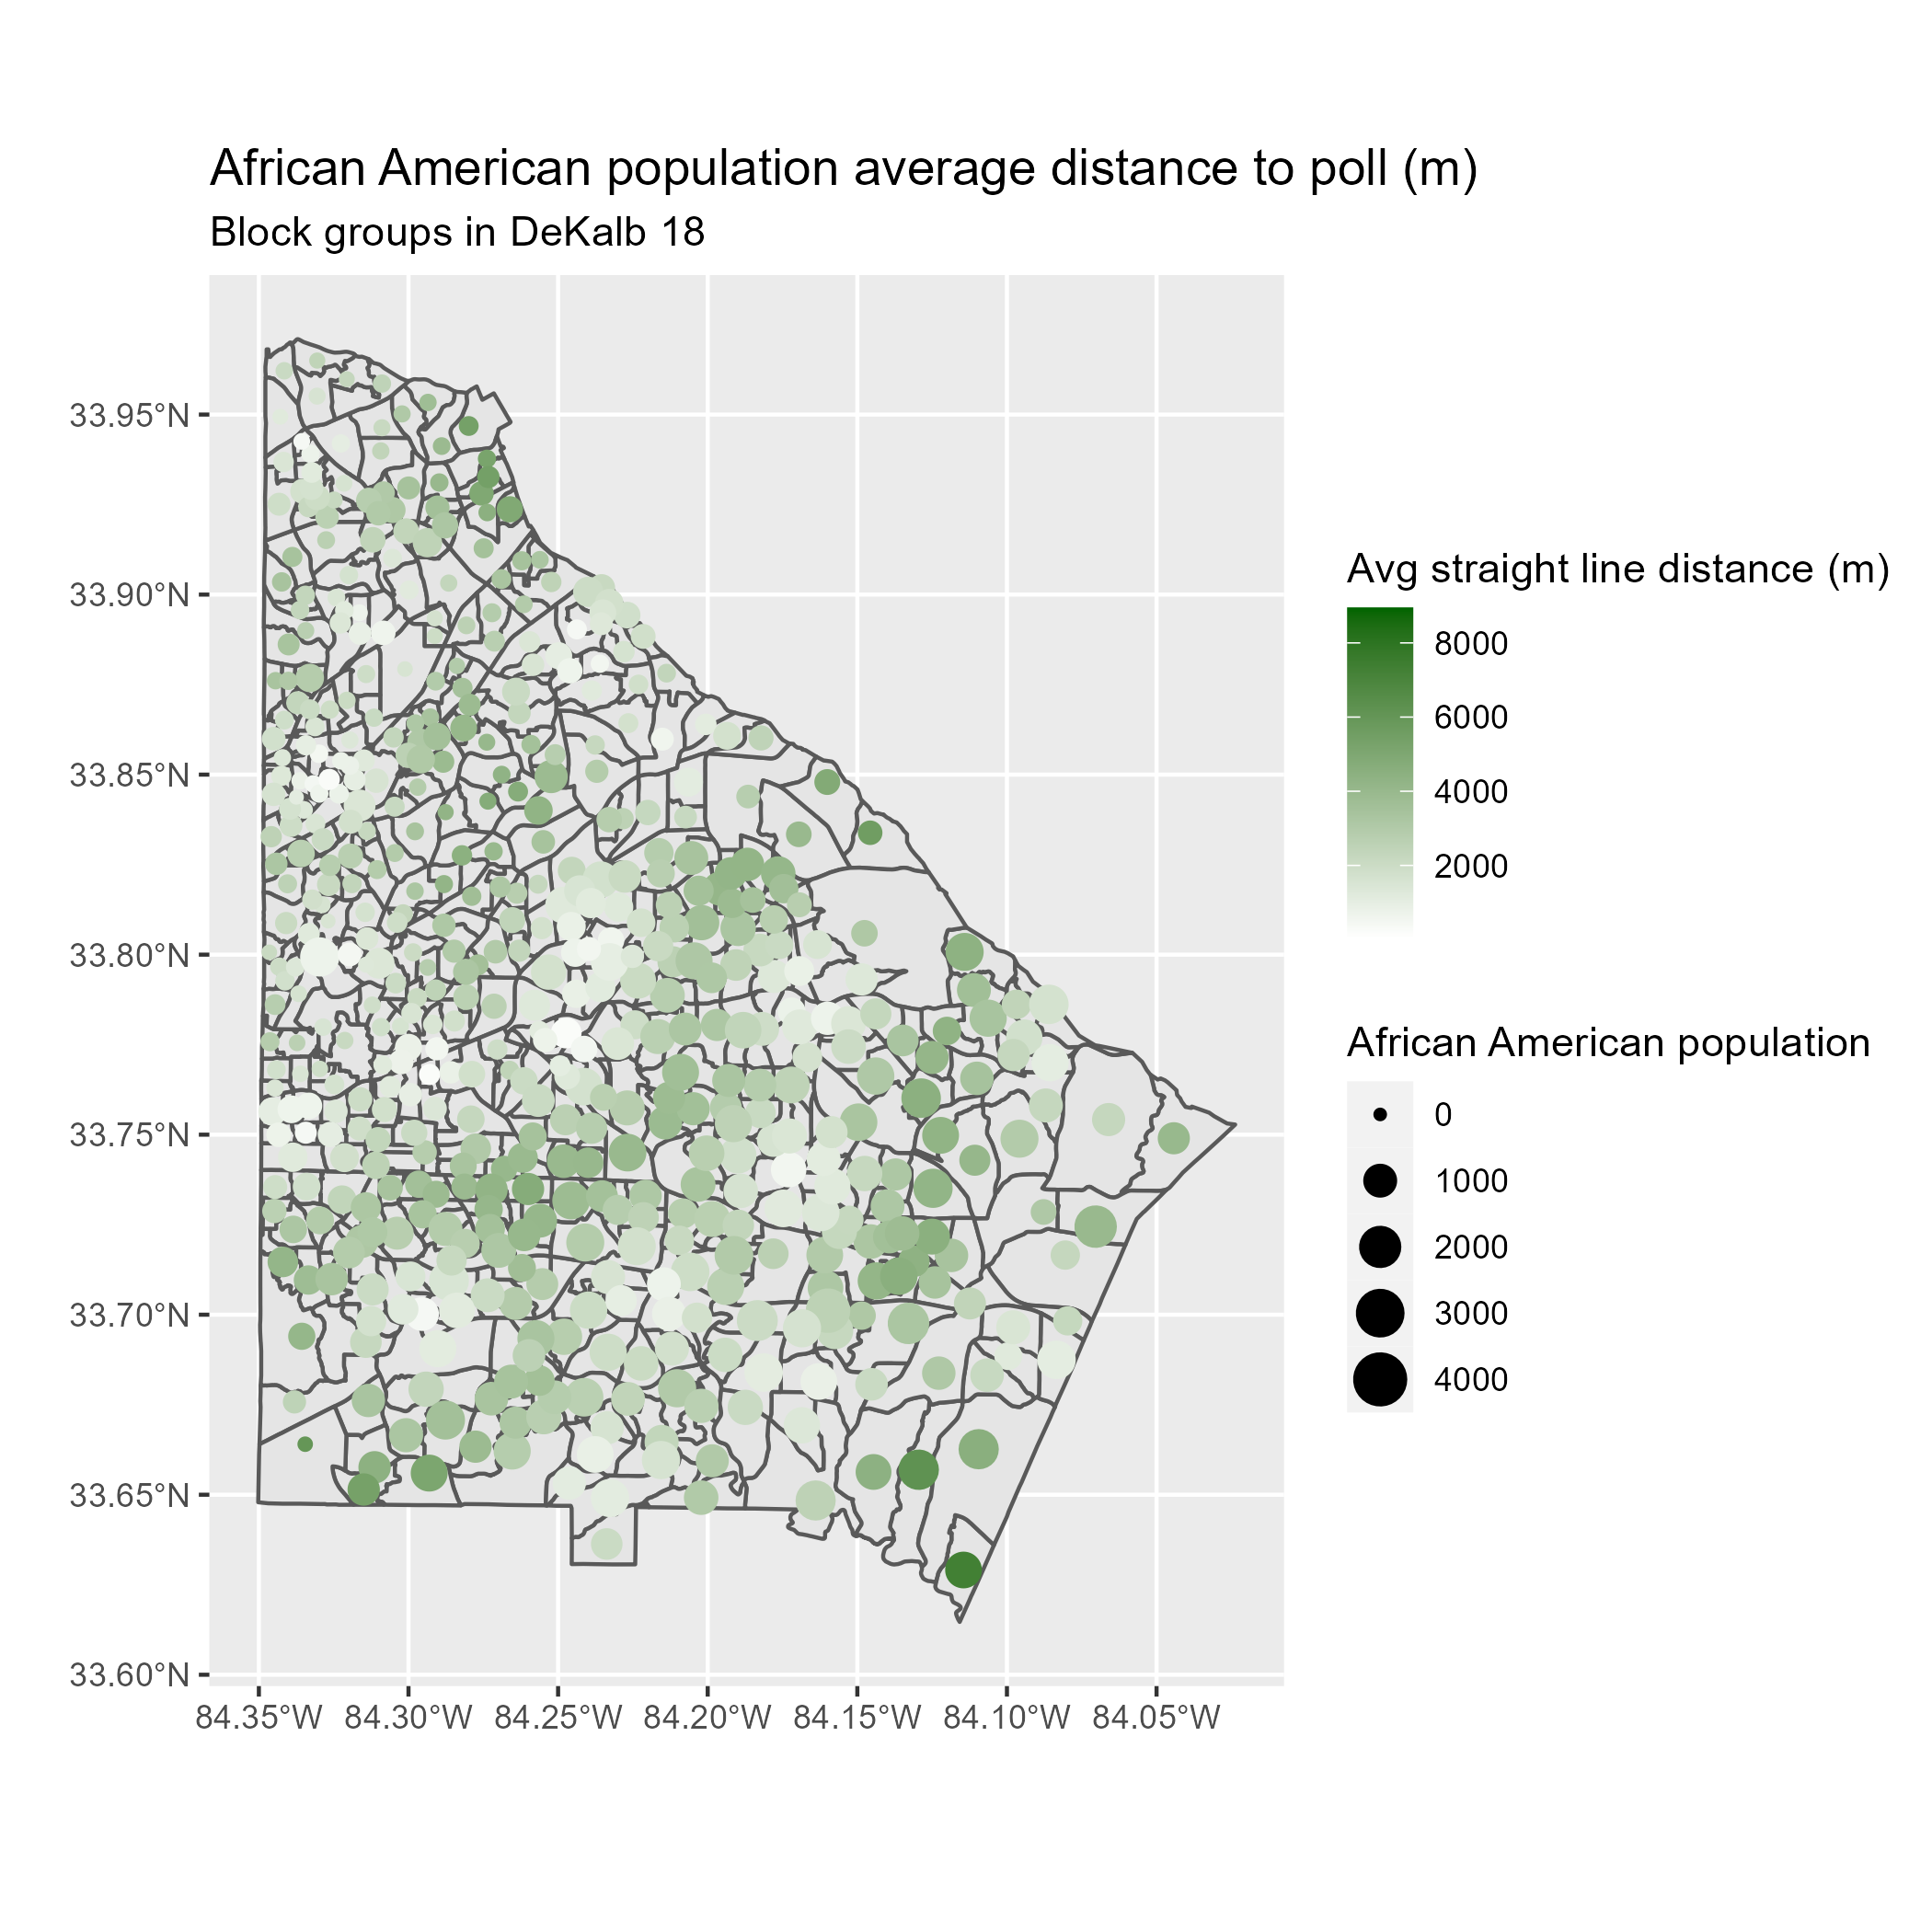 African American population average distance to poll (m)
Block groups in DeKalb 18
33.95°N
33.90°N
33.85°N
33.80°N
33.75°N
33.70°N
33.65°N
33.60°N
84.35°W 84.30°W 84.25°W 84.20°W 84.15°W 84.10°W 84.05°W
Avg straight line distance (m)
8000
6000
4000
2000
African American population
0
1000
2000
3000
4000